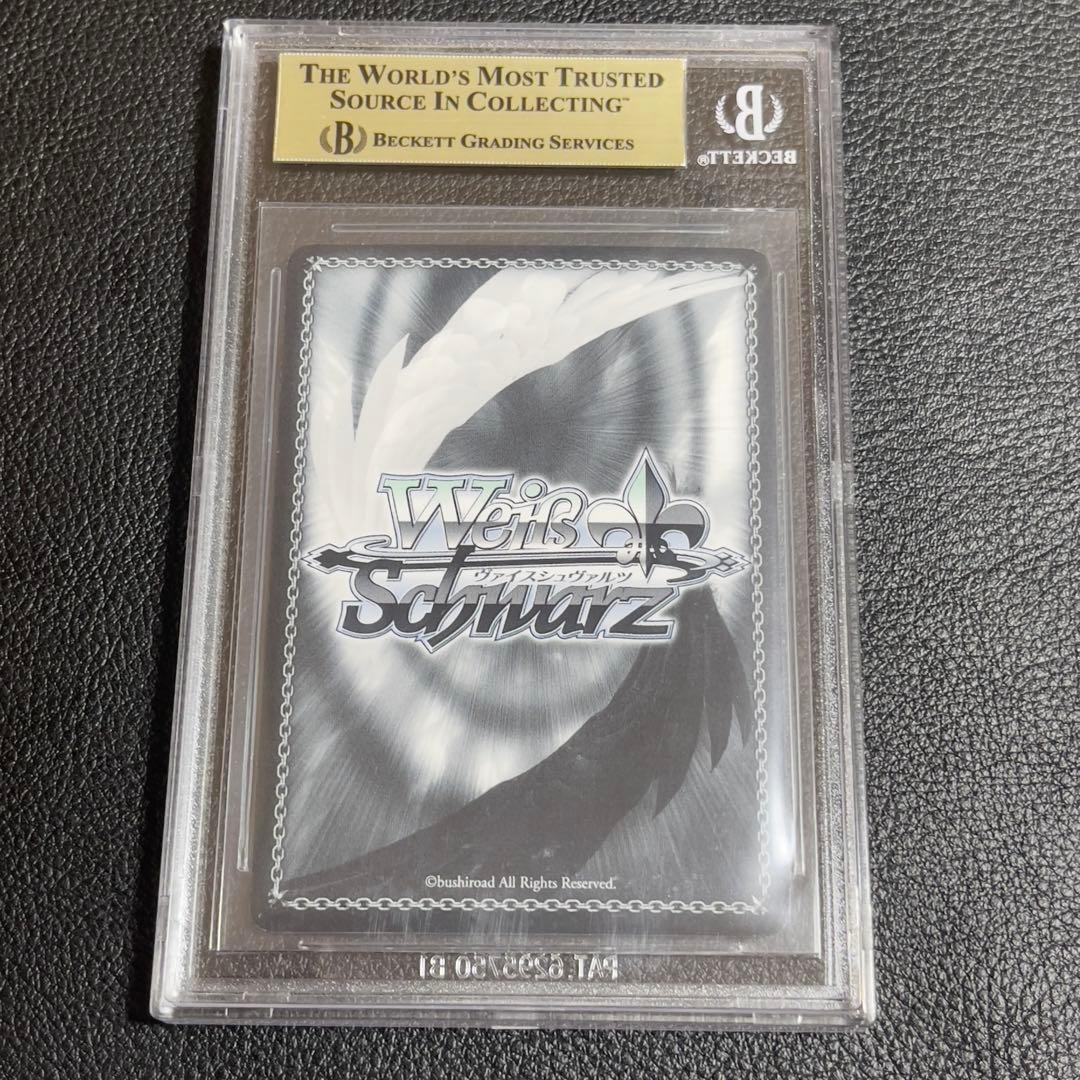 THE WORLD'S MOST TRUSTED
SOURCE IN COLLECTING™
B BECKETT GRADING SERVICES
B
BECKETT®
Weiß
ヴァイスシュヴァルツ
Schwarz
©bushiroad All Rights Reserved.
PAT. 6295750 B1